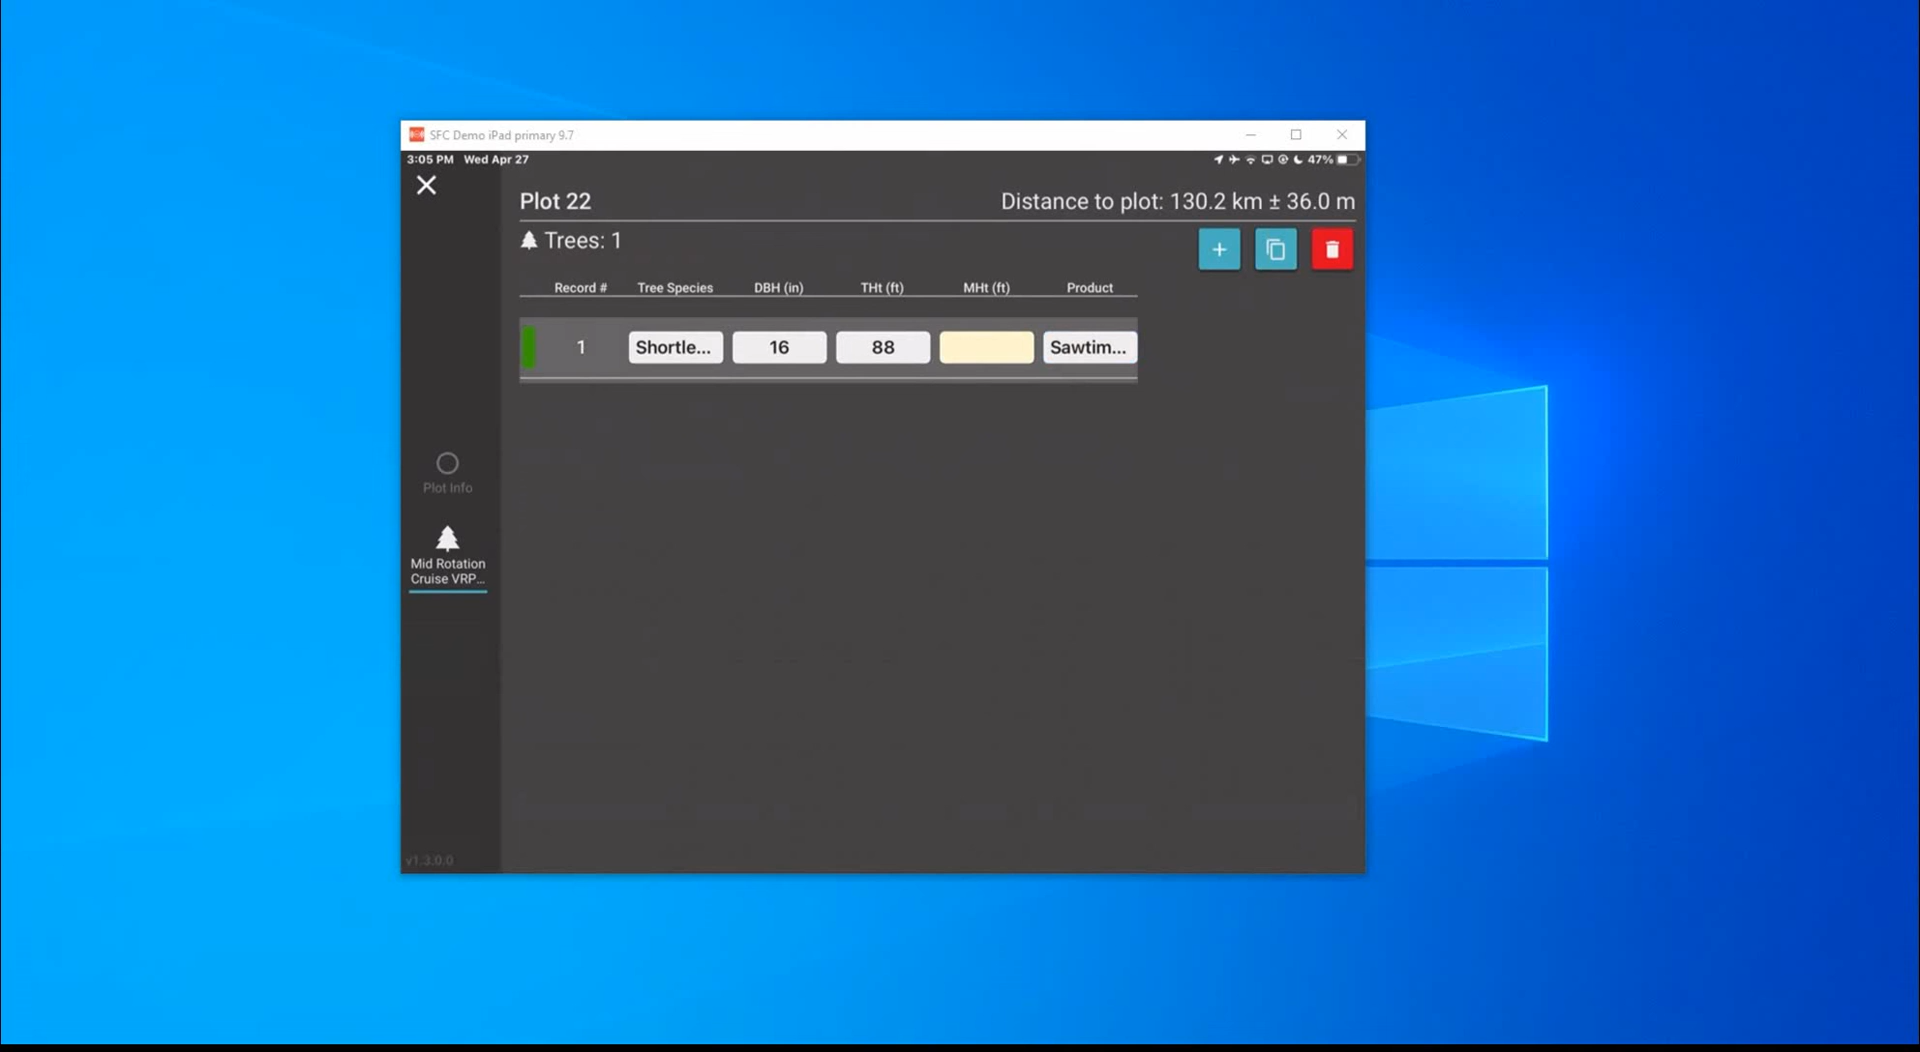 SFC Demo iPad primary 9.7
3:05 PM Wed Apr 27
47%
Plot 22
Distance to plot: 130.2 km ± 36.0 m
Trees: 1
Record #
Tree Species
DBH (in)
THt (ft)
MHt (ft)
Product
1
Shortle...
16
88
Sawtim...
Plot Info
Mid Rotation
Cruise VRP...
v1.3.0.0